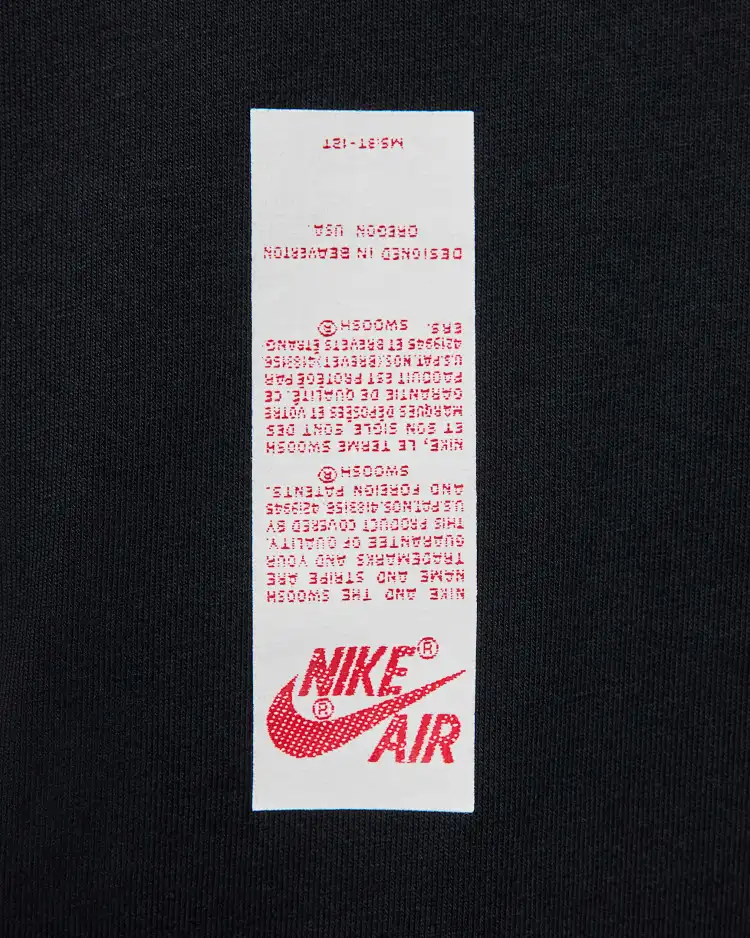 NIKE®
®
AIR
NIKE AND THE SWOOSH
NAME AND STRIPE ARE
TRADEMARKS AND YOUR
GUARANTEE OF QUALITY.
THIS PRODUCT COVERED BY
U.S.PAT.NOS.4183156, 4219945
AND FOREIGN PATENTS.
SWOOSH®
NIKE, LE TERME SWOOSH
ET SON SIGLE SONT DES
MARQUES DÉPOSÉES ET VOTRE
GARANTIE DE QUALITÉ. CE
PRODUIT EST PROTÉGÉ PAR
U.S.PAT.NOS.(BREVET)4183156,
4219945 ET BREVETS ÉTRANG-
ERS. SWOOSH®
DESIGNED IN BEAVERTON
OREGON USA.
MS:8T-12T